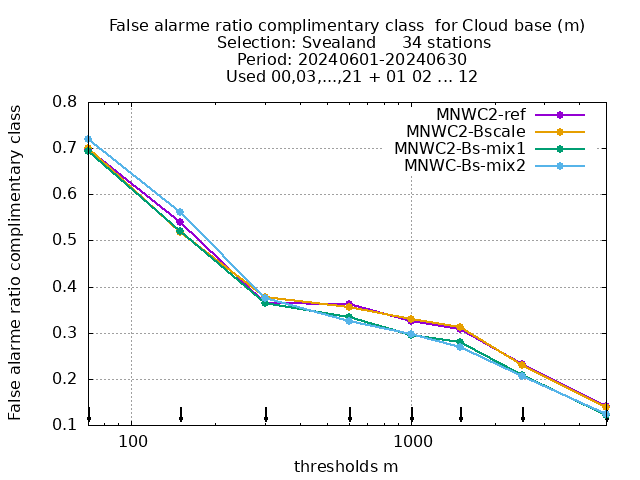 False alarme ratio complimentary class  for Cloud base (m)
Selection: Svealand     34 stations
Period: 20240601-20240630
Used 00,03,...,21 + 01 02 ... 12
False alarme ratio complimentary class
0.8
0.7
0.6
0.5
0.4
0.3
0.2
0.1
MNWC2-ref
MNWC2-Bscale
MNWC2-Bs-mix1
MNWC-Bs-mix2
100
1000
thresholds m